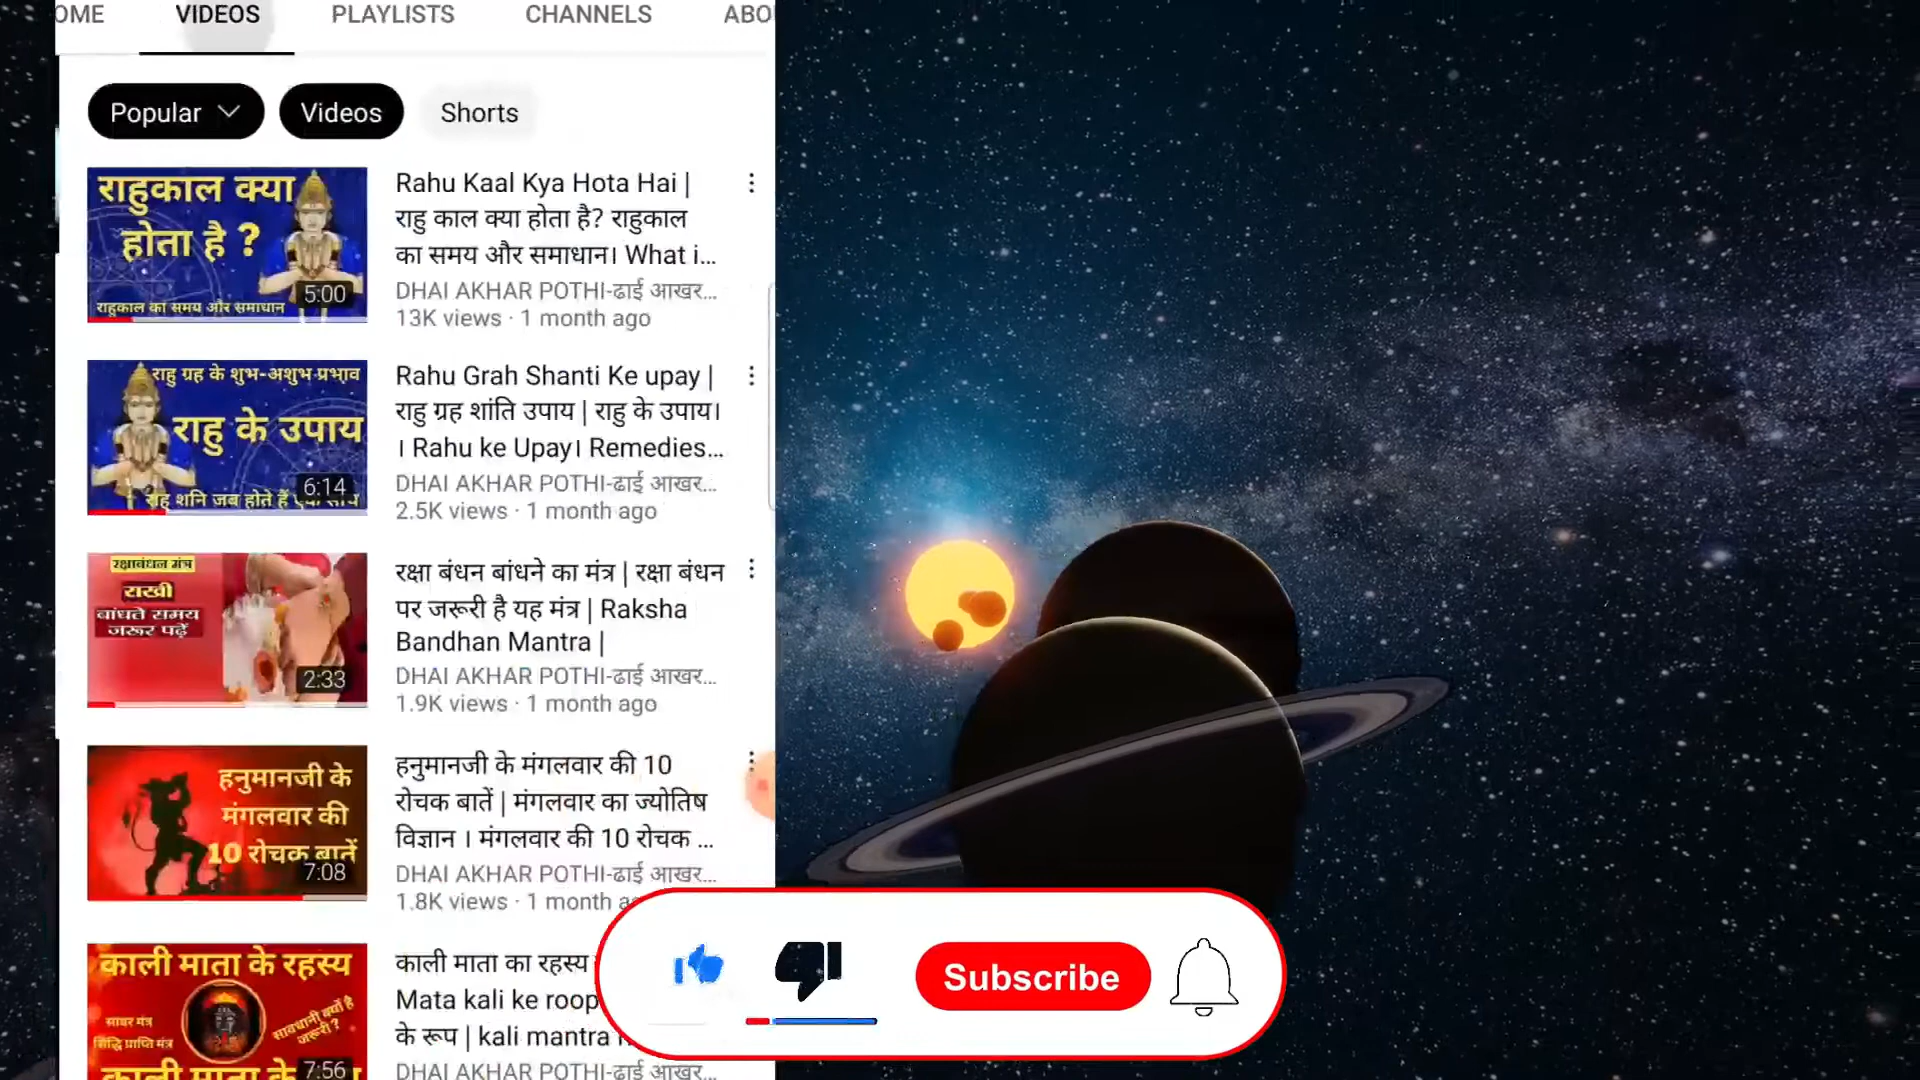 OME VIDEOS PLAYLISTS CHANNELS ABO
Popular Videos Shorts
राहुकाल क्या
होता है ?
5:00
राहुकाल का समय और समाधान
Rahu Kaal Kya Hota Hai |
राहु काल क्या होता है? राहुकाल
का समय और समाधान। What i...
DHAI AKHAR POTHI-ढाई आखर...
13K views · 1 month ago
राहु ग्रह के शुभ-अशुभ प्रभाव
राहु के उपाय
6:14
राहु शनि जब होते हैं एक साथ
Rahu Grah Shanti Ke upay |
राहु ग्रह शांति उपाय | राहु के उपाय।
। Rahu ke Upay। Remedies...
DHAI AKHAR POTHI-ढाई आखर...
2.5K views · 1 month ago
रक्षाबंधन मंत्र
राखी
बांधते समय
जरूर पढ़ें
2:33
रक्षा बंधन बांधने का मंत्र | रक्षा बंधन
पर जरूरी है यह मंत्र | Raksha
Bandhan Mantra |
DHAI AKHAR POTHI-ढाई आखर...
1.9K views · 1 month ago
हनुमानजी के
मंगलवार की
10 रोचक बातें
7:08
हनुमानजी के मंगलवार की 10
रोचक बातें | मंगलवार का ज्योतिष
विज्ञान । मंगलवार की 10 रोचक ...
DHAI AKHAR POTHI-ढाई आखर...
1.8K views · 1 month a
काली माता के रहस्य
साबर मंत्र
सिद्धि प्राप्ति मंत्र
सावधानी क्यों है
जरूरी ?
काली माता के
7:56
काली माता का रहस्य
Mata kali ke roop
के रूप | kali mantra
DHAI AKHAR POTHI-ढाई आखर...
Subscribe